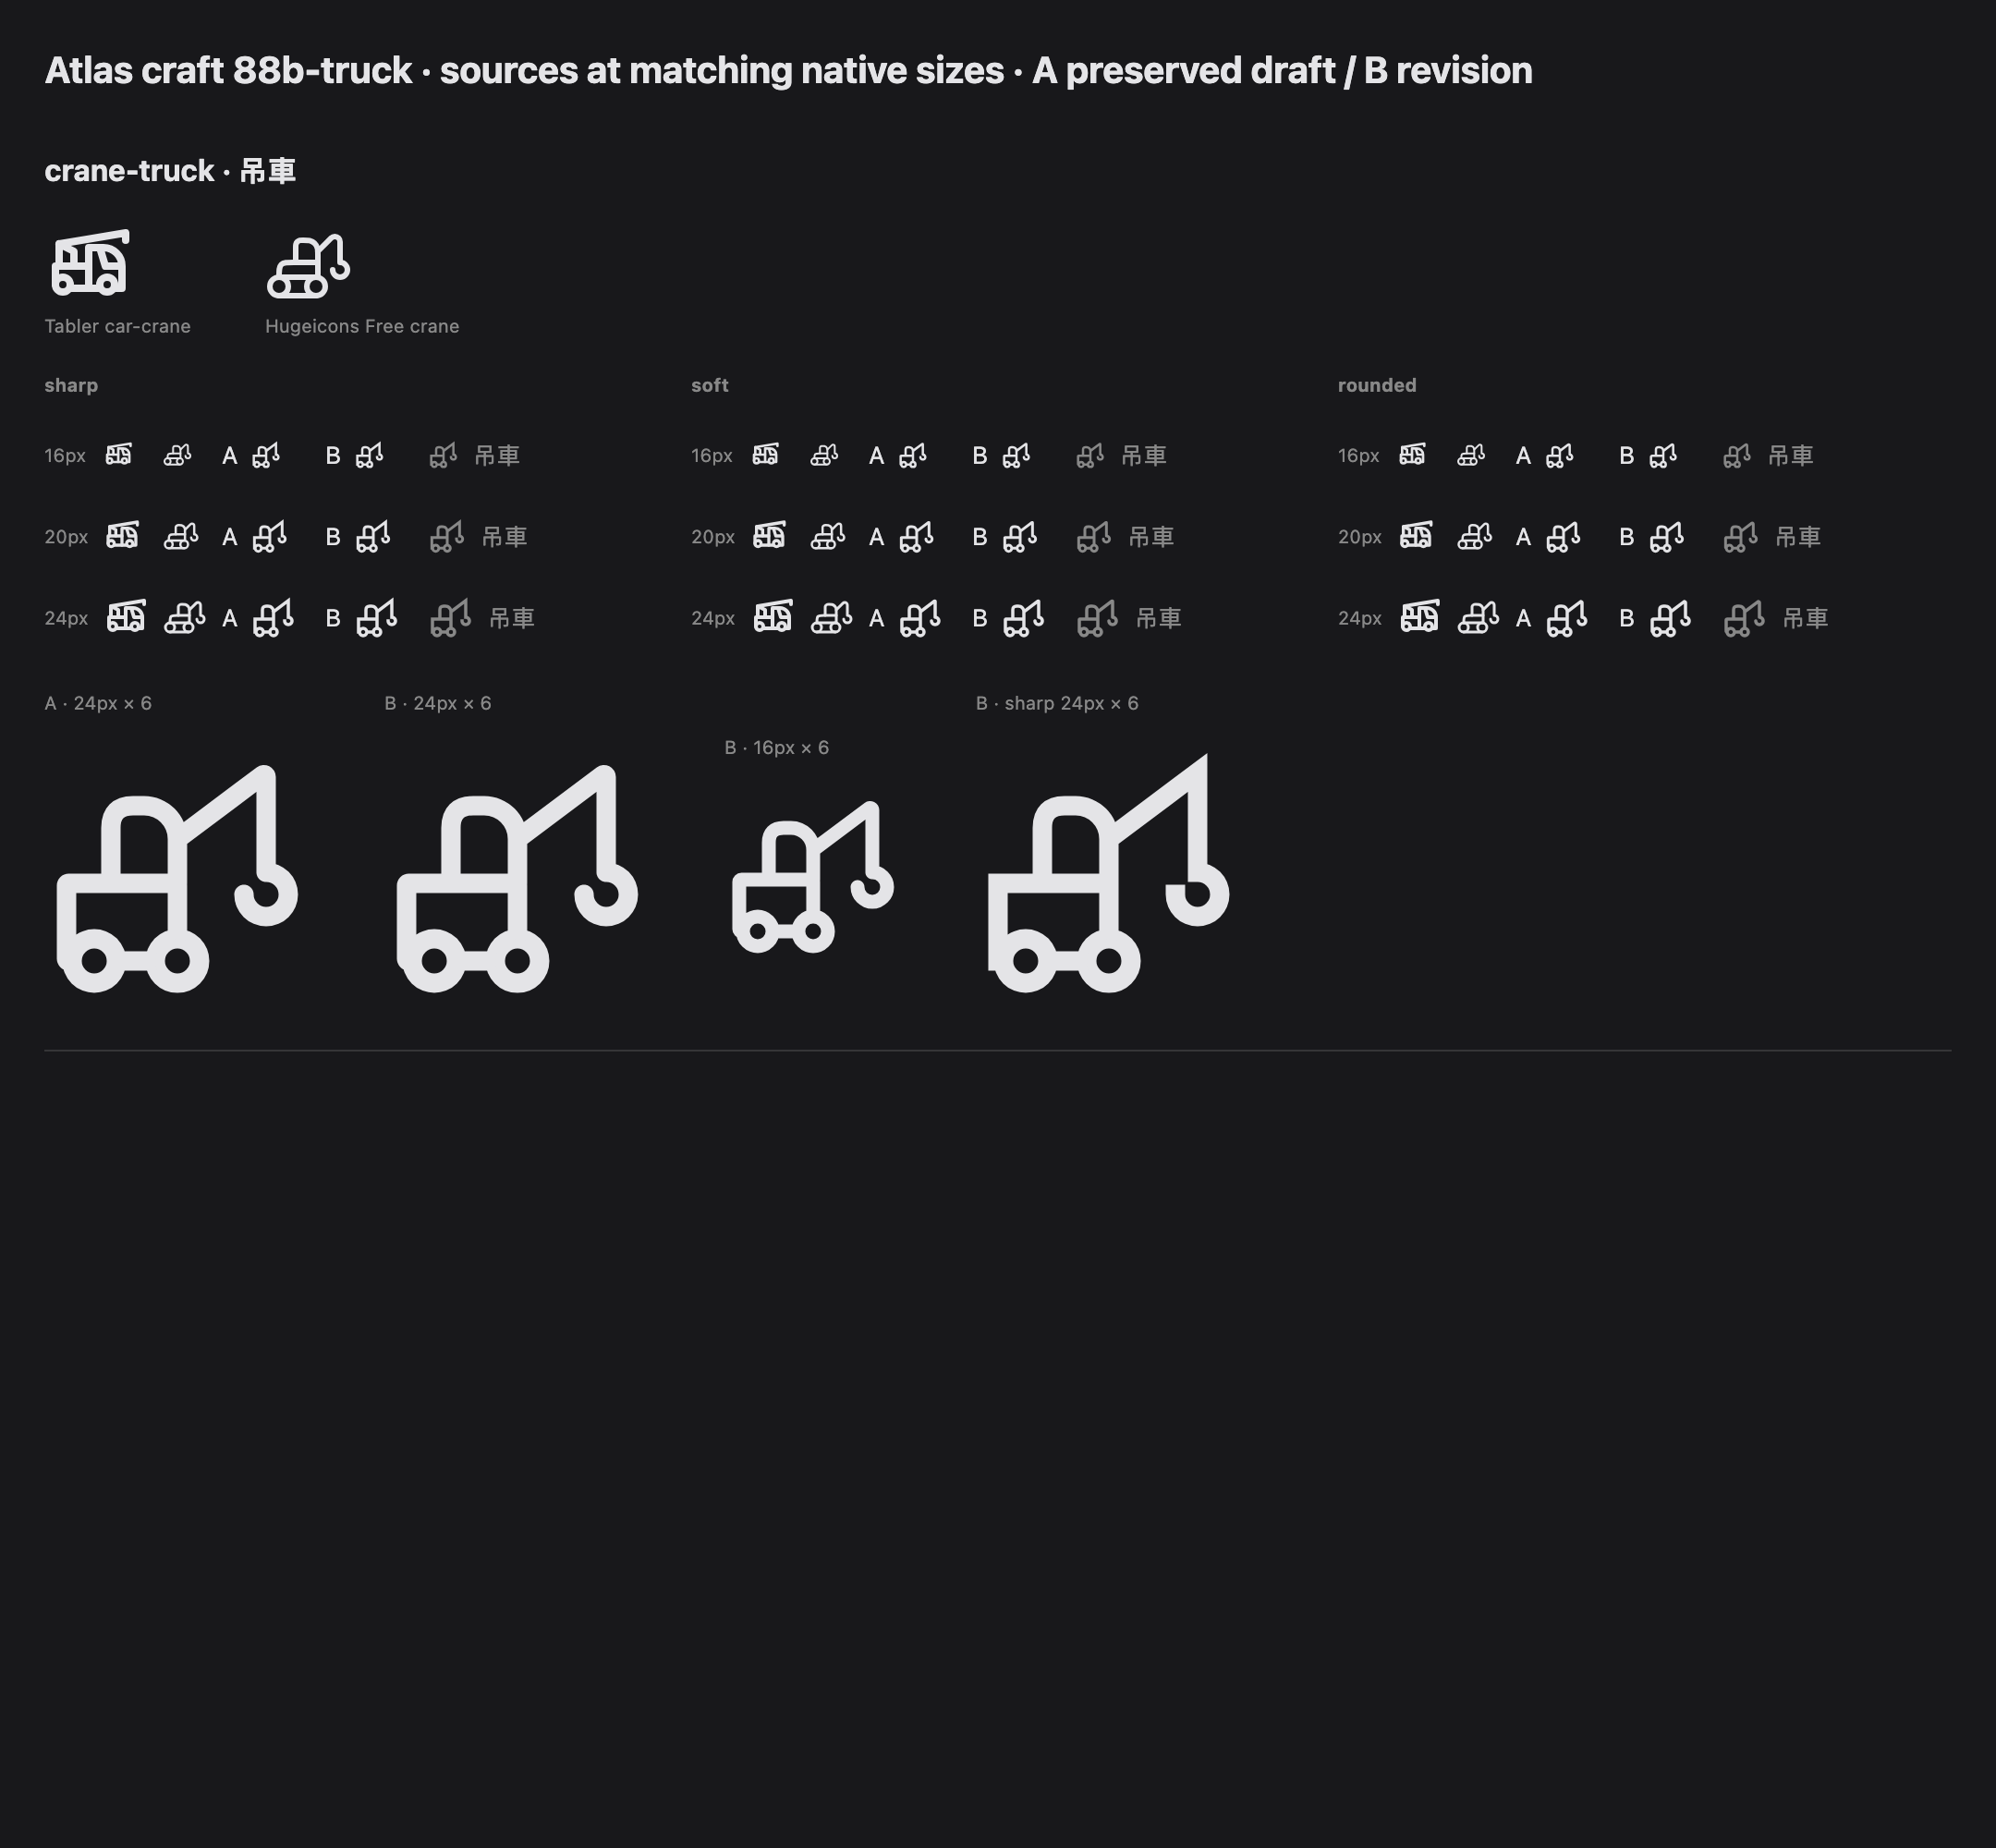 Atlas craft 88b-truck · sources at matching native sizes · A preserved draft / B revision
crane-truck · 吊車
Tabler car-crane Hugeicons Free crane
sharp soft rounded
16px A B 吊車 16px A B 吊車 16px A B 吊車
20px A B 吊車 20px A B 吊車 20px A B 吊車
24px A B 吊車 24px A B 吊車 24px A B 吊車
A · 24px × 6 B · 24px × 6 B · sharp 24px × 6
B · 16px × 6